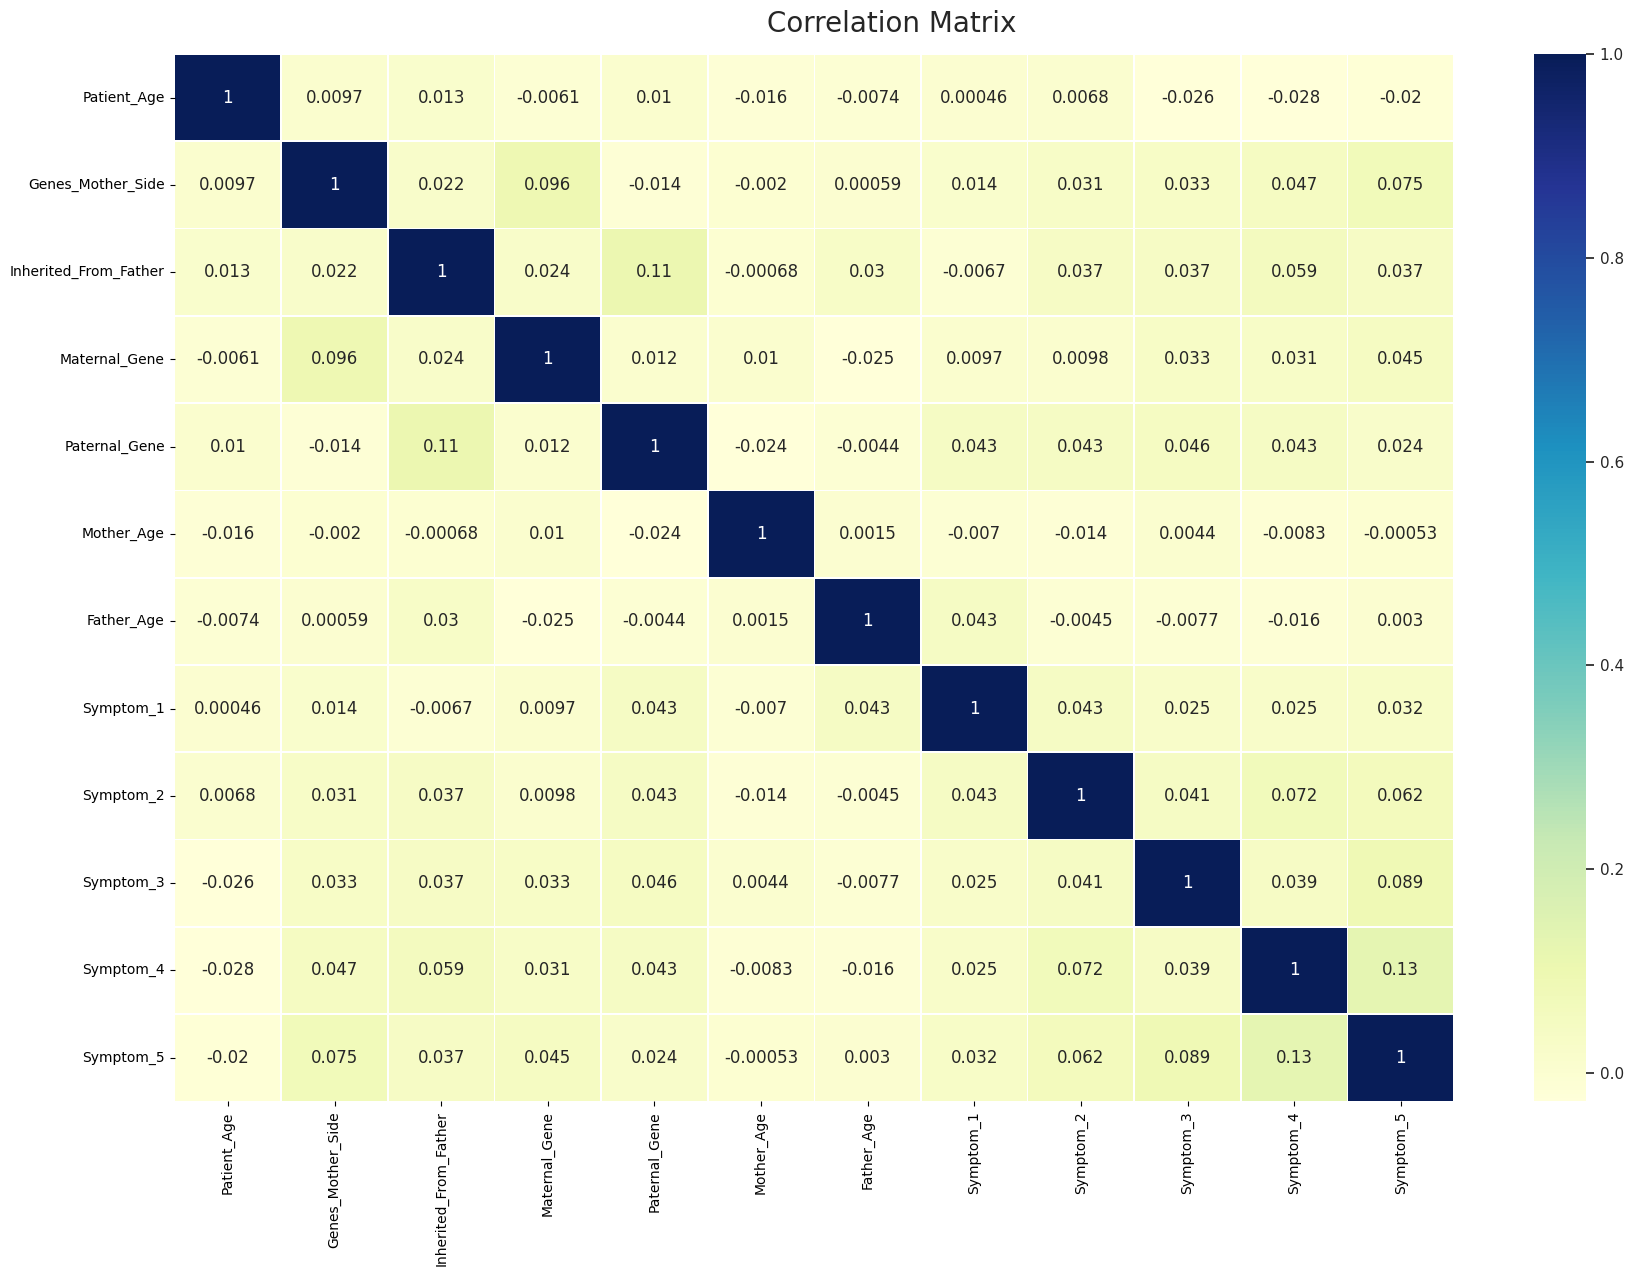 Correlation Matrix
Patient_Age 1 0.0097 0.013 -0.0061 0.01 -0.016 -0.0074 0.00046 0.0068 -0.026 -0.028 -0.02
Genes_Mother_Side 0.0097 1 0.022 0.096 -0.014 -0.002 0.00059 0.014 0.031 0.033 0.047 0.075
Inherited_From_Father 0.013 0.022 1 0.024 0.11 -0.00068 0.03 -0.0067 0.037 0.037 0.059 0.037
Maternal_Gene -0.0061 0.096 0.024 1 0.012 0.01 -0.025 0.0097 0.0098 0.033 0.031 0.045
Paternal_Gene 0.01 -0.014 0.11 0.012 1 -0.024 -0.0044 0.043 0.043 0.046 0.043 0.024
Mother_Age -0.016 -0.002 -0.00068 0.01 -0.024 1 0.0015 -0.007 -0.014 0.0044 -0.0083 -0.00053
Father_Age -0.0074 0.00059 0.03 -0.025 -0.0044 0.0015 1 0.043 -0.0045 -0.0077 -0.016 0.003
Symptom_1 0.00046 0.014 -0.0067 0.0097 0.043 -0.007 0.043 1 0.043 0.025 0.025 0.032
Symptom_2 0.0068 0.031 0.037 0.0098 0.043 -0.014 -0.0045 0.043 1 0.041 0.072 0.062
Symptom_3 -0.026 0.033 0.037 0.033 0.046 0.0044 -0.0077 0.025 0.041 1 0.039 0.089
Symptom_4 -0.028 0.047 0.059 0.031 0.043 -0.0083 -0.016 0.025 0.072 0.039 1 0.13
Symptom_5 -0.02 0.075 0.037 0.045 0.024 -0.00053 0.003 0.032 0.062 0.089 0.13 1
Patient_Age
Genes_Mother_Side
Inherited_From_Father
Maternal_Gene
Paternal_Gene
Mother_Age
Father_Age
Symptom_1
Symptom_2
Symptom_3
Symptom_4
Symptom_5
1.0
0.8
0.6
0.4
0.2
0.0